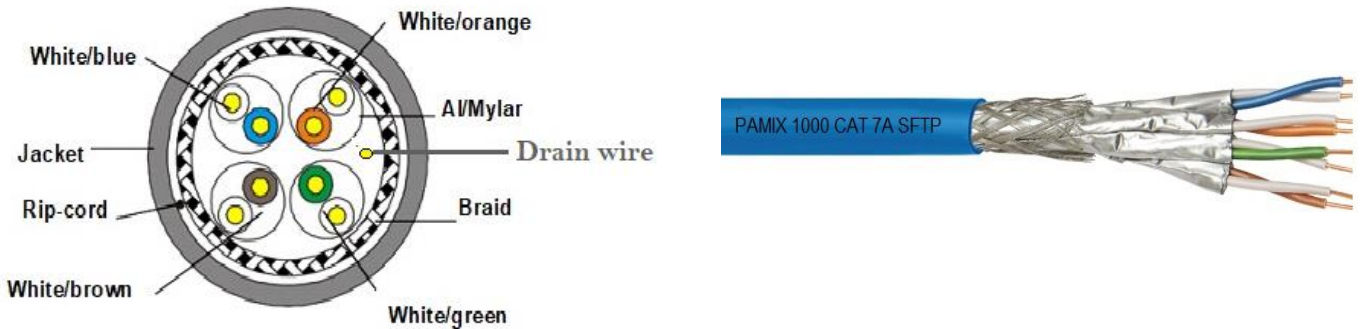 White/orange
White/blue
Al/Mylar
Drain wire
Jacket
Rip-cord
Braid
White/brown
White/green
PAMIX 1000 CAT 7A SFTP